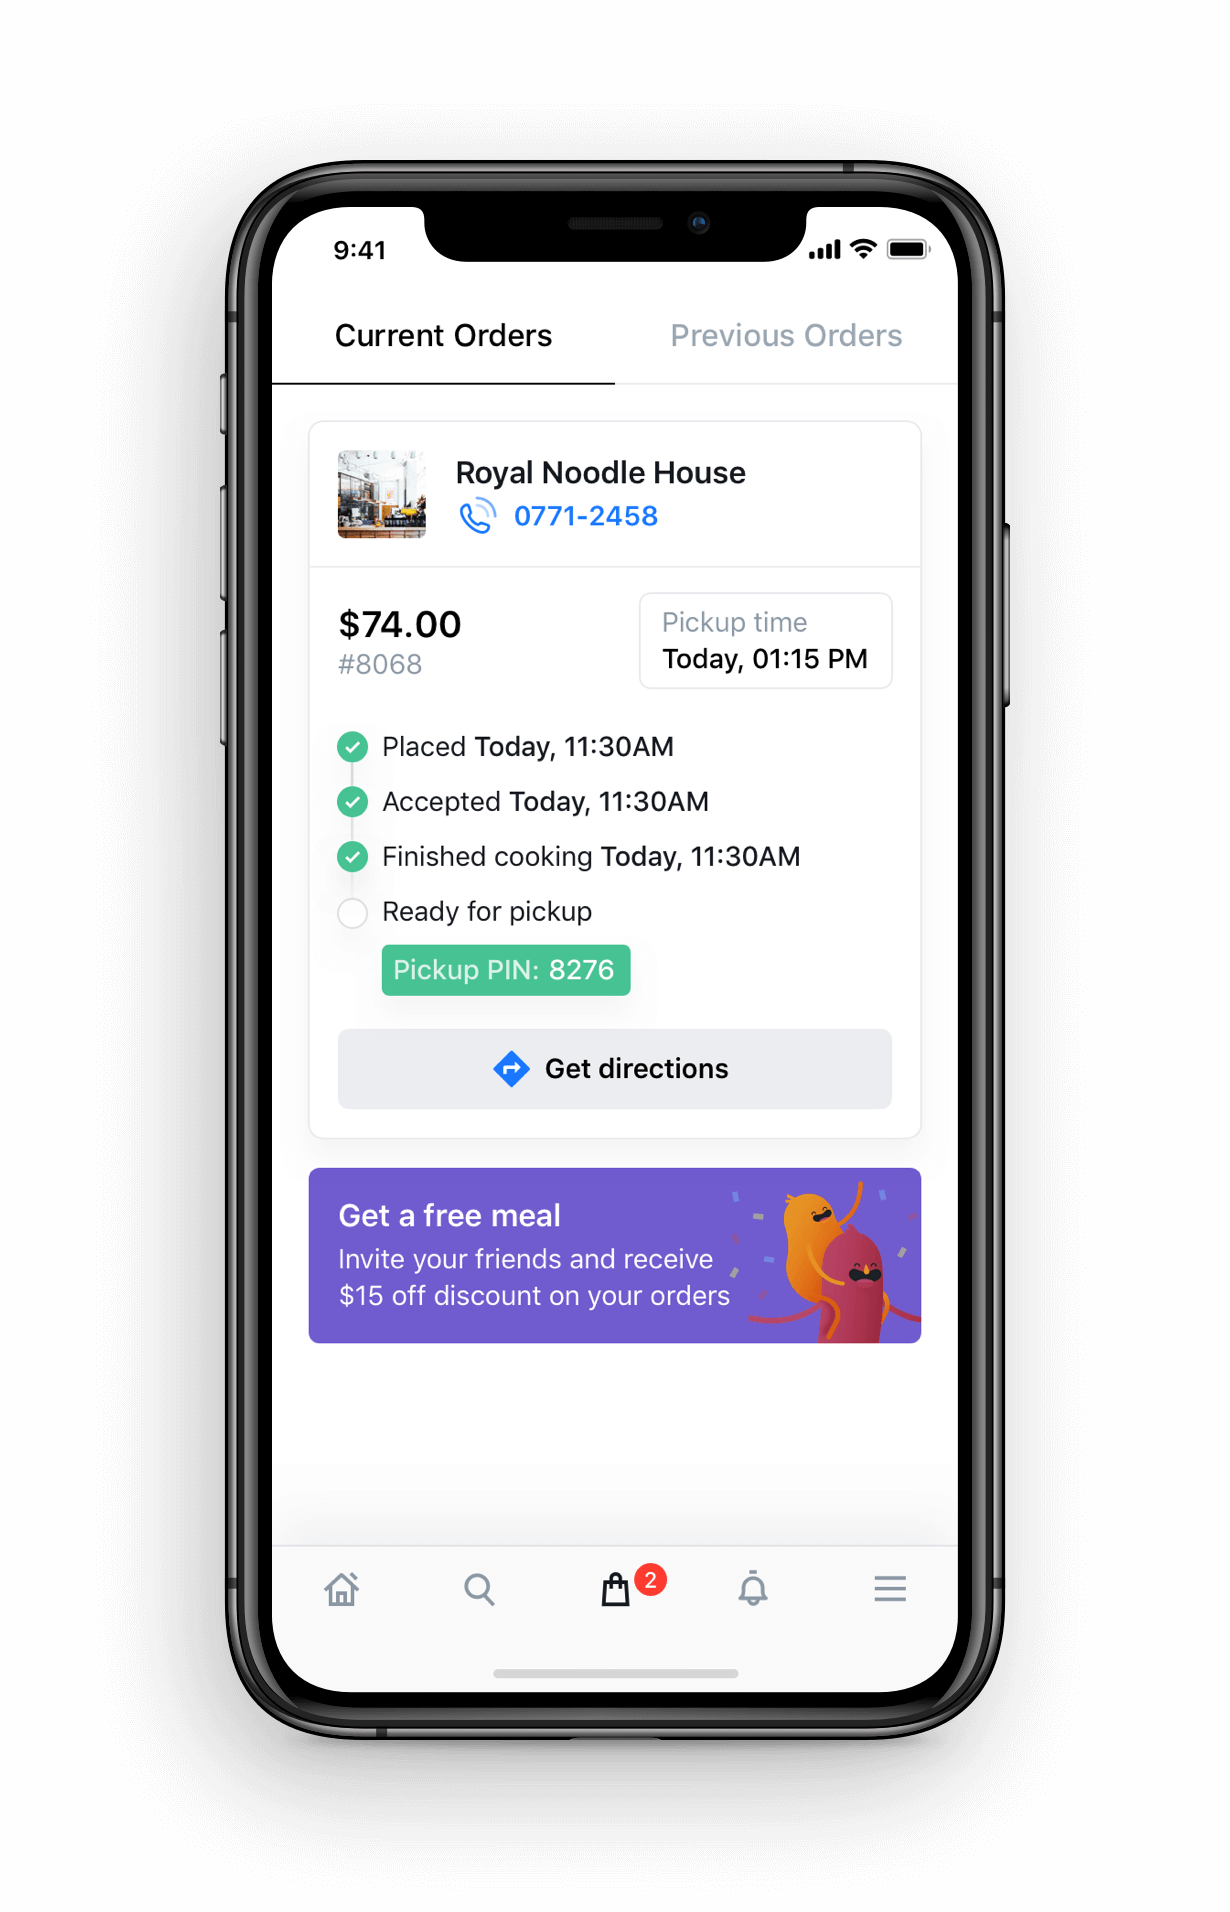 9:41
Current Orders
Previous Orders
Royal Noodle House
0771-2458
$74.00
#8068
Pickup time
Today, 01:15 PM
Placed Today, 11:30AM
Accepted Today, 11:30AM
Finished cooking Today, 11:30AM
Ready for pickup
Pickup PIN: 8276
Get directions
Get a free meal
Invite your friends and receive
$15 off discount on your orders
2